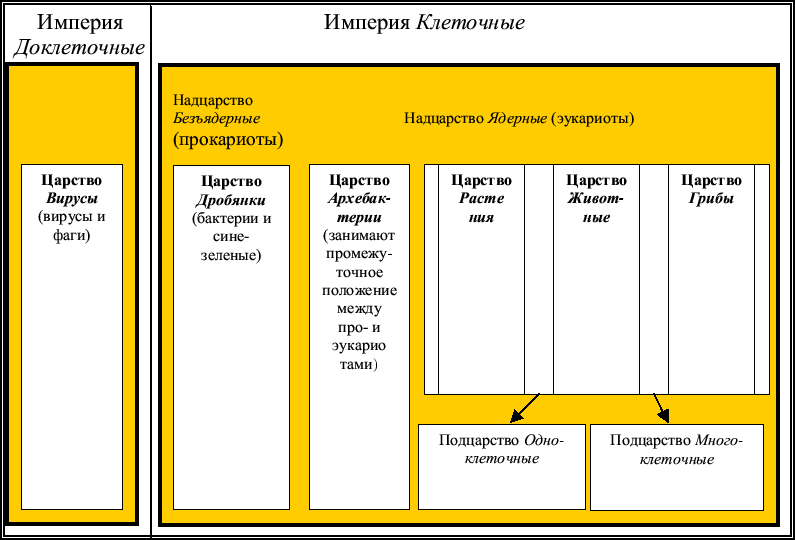 Империя
Доклеточные
Империя Клеточные
Надцарство
Безъядерные
(прокариоты)
Надцарство Ядерные (эукариоты)
Царство
Вирусы
(вирусы и
фаги)
Царство
Дробянки
(бактерии и
сине-
зеленые)
Царство
Архебак-
терии
(занимают
промежу-
точное
положение
между
про- и
эукарио
тами)
Царство
Расте
ния
Царство
Живот-
ные
Царство
Грибы
Подцарство Одно-
клеточные
Подцарство Много-
клеточные